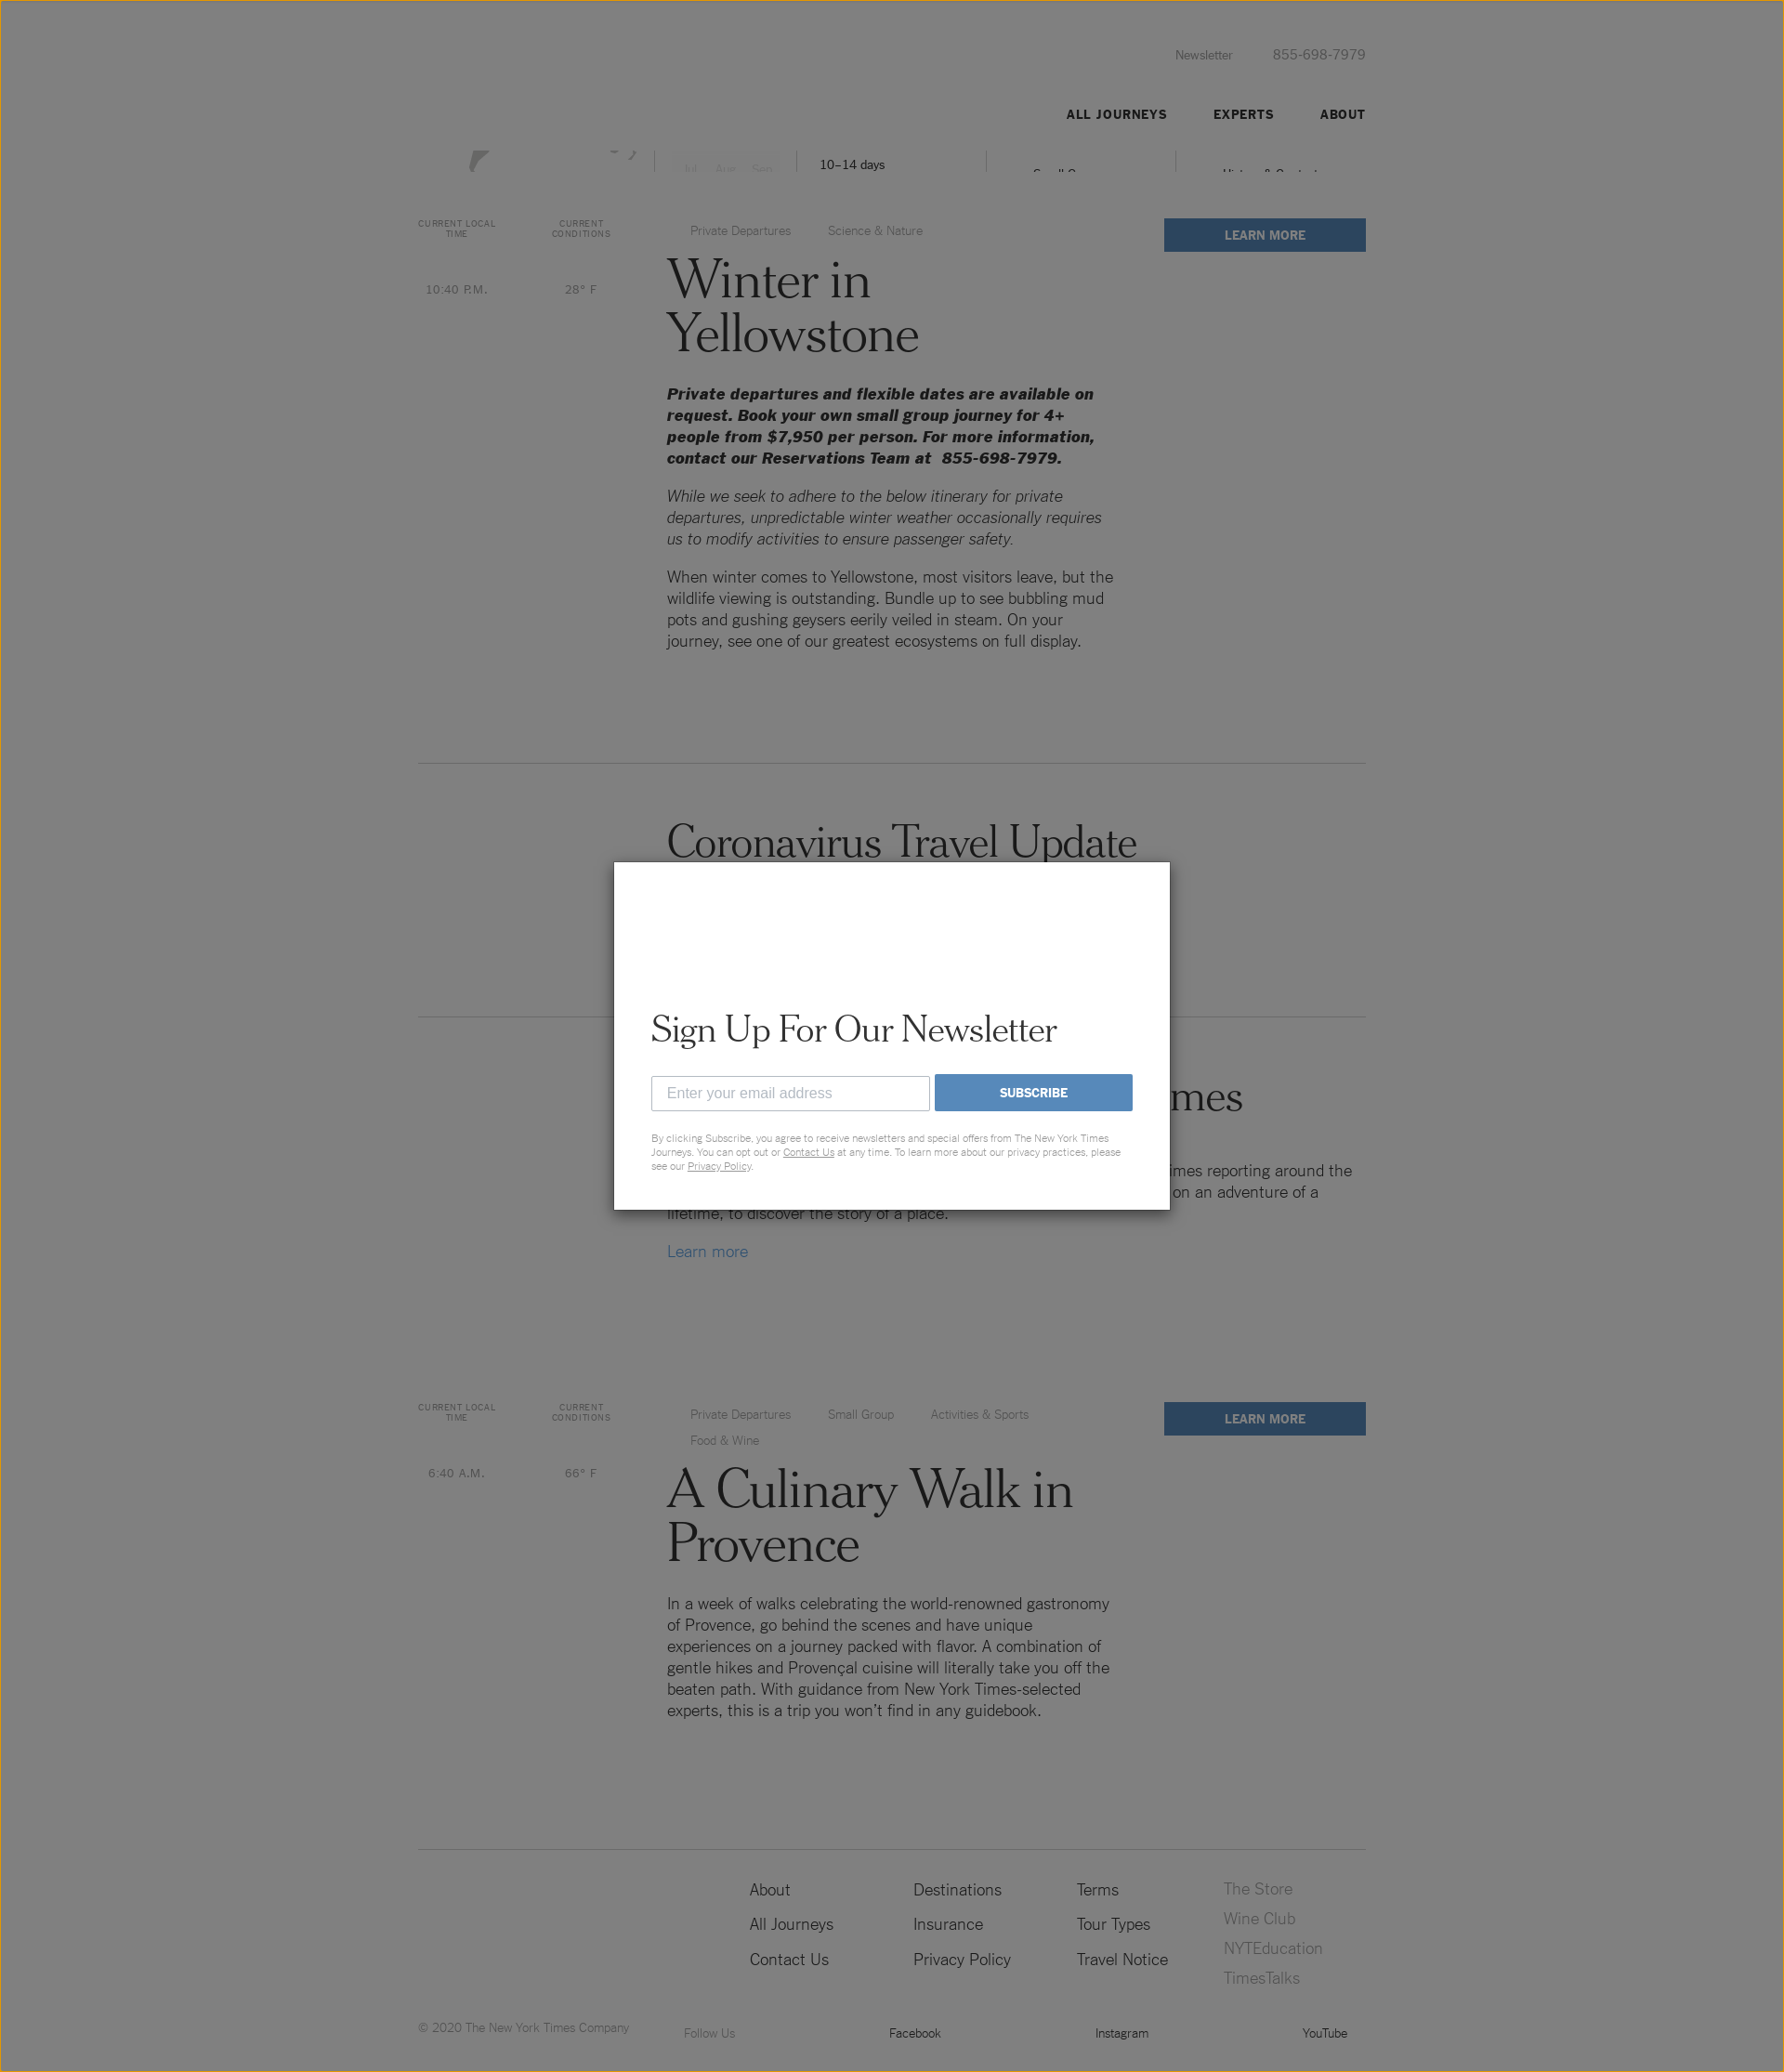 Newsletter 855-698-7979
ALL JOURNEYS EXPERTS ABOUT
10–14 days
CURRENT LOCAL TIME
CURRENT CONDITIONS
Private Departures Science & Nature
LEARN MORE
10:40 P.M. 28° F
Winter in
Yellowstone
Private departures and flexible dates are available on
request. Book your own small group journey for 4+
people from $7,950 per person. For more information,
contact our Reservations Team at 855-698-7979.
While we seek to adhere to the below itinerary for private
departures, unpredictable winter weather occasionally requires
us to modify activities to ensure passenger safety.
When winter comes to Yellowstone, most visitors leave, but the
wildlife viewing is outstanding. Bundle up to see bubbling mud
pots and gushing geysers eerily veiled in steam. On your
journey, see one of our greatest ecosystems on full display.
Coronavirus Travel Update
Sign Up For Our Newsletter
Enter your email address
SUBSCRIBE
By clicking Subscribe, you agree to receive newsletters and special offers from The New York Times
Journeys. You can opt out or Contact Us at any time. To learn more about our privacy practices, please
see our Privacy Policy.
mes
imes reporting around the
on an adventure of a
lifetime, to discover the story of a place.
Learn more
CURRENT LOCAL TIME
CURRENT CONDITIONS
Private Departures Small Group Activities & Sports
Food & Wine
LEARN MORE
6:40 A.M. 66° F
A Culinary Walk in
Provence
In a week of walks celebrating the world-renowned gastronomy
of Provence, go behind the scenes and have unique
experiences on a journey packed with flavor. A combination of
gentle hikes and Provençal cuisine will literally take you off the
beaten path. With guidance from New York Times-selected
experts, this is a trip you won’t find in any guidebook.
About
All Journeys
Contact Us
Destinations
Insurance
Privacy Policy
Terms
Tour Types
Travel Notice
The Store
Wine Club
NYTEducation
TimesTalks
© 2020 The New York Times Company
Follow Us Facebook Instagram YouTube